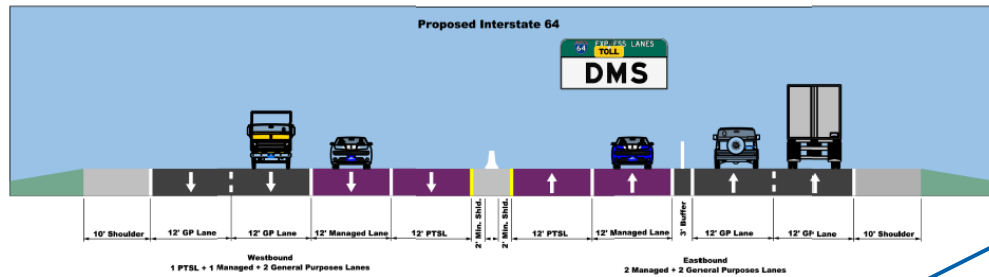 Proposed Interstate 64
64 EXPRESS LANES
TOLL
DMS
10' Shoulder
12' GP Lane
12' GP Lane
12' Managed Lane
12' PTSL
2' Min. Shld.
2' Min. Shld.
12' PTSL
12' Managed Lane
3' Buffer
12' GP Lane
12' GP Lane
10' Shoulder
Westbound
1 PTSL + 1 Managed + 2 General Purposes Lanes
Eastbound
2 Managed + 2 General Purposes Lanes